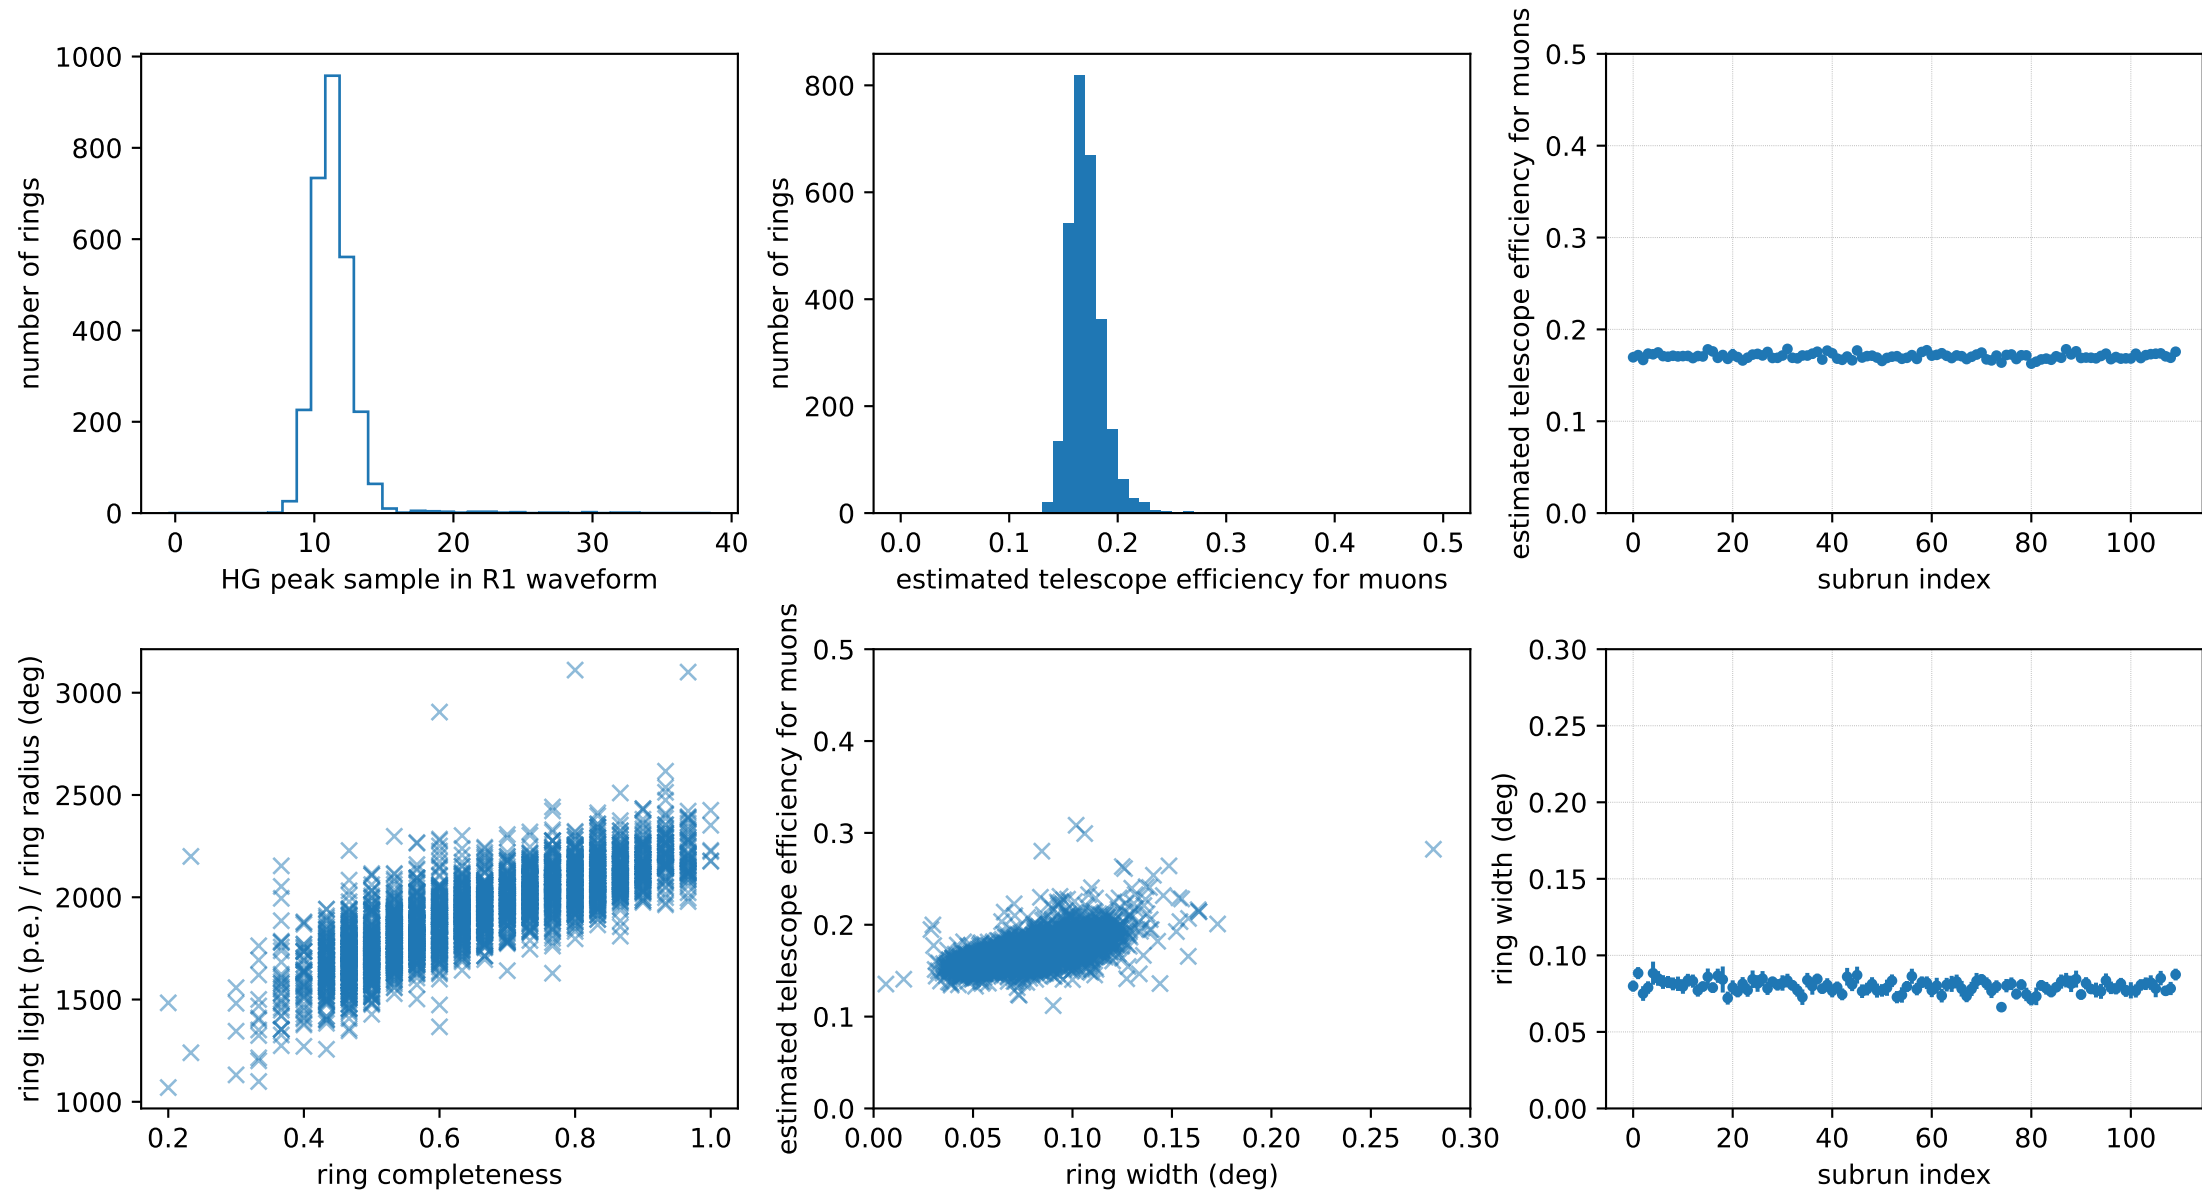 1000
800
600
400
200
0
number of rings
0 10 20 30 40
HG peak sample in R1 waveform
800
600
400
200
0
number of rings
0.0 0.1 0.2 0.3 0.4 0.5
estimated telescope efficiency for muons
0.5
0.4
0.3
0.2
0.1
0.0
estimated telescope efficiency for muons
0 20 40 60 80 100
subrun index
3000
2500
2000
1500
1000
ring light (p.e.) / ring radius (deg)
0.2 0.4 0.6 0.8 1.0
ring completeness
0.5
0.4
0.3
0.2
0.1
0.0
estimated telescope efficiency for muons
0.00 0.05 0.10 0.15 0.20 0.25 0.30
ring width (deg)
0.30
0.25
0.20
0.15
0.10
0.05
0.00
ring width (deg)
0 20 40 60 80 100
subrun index